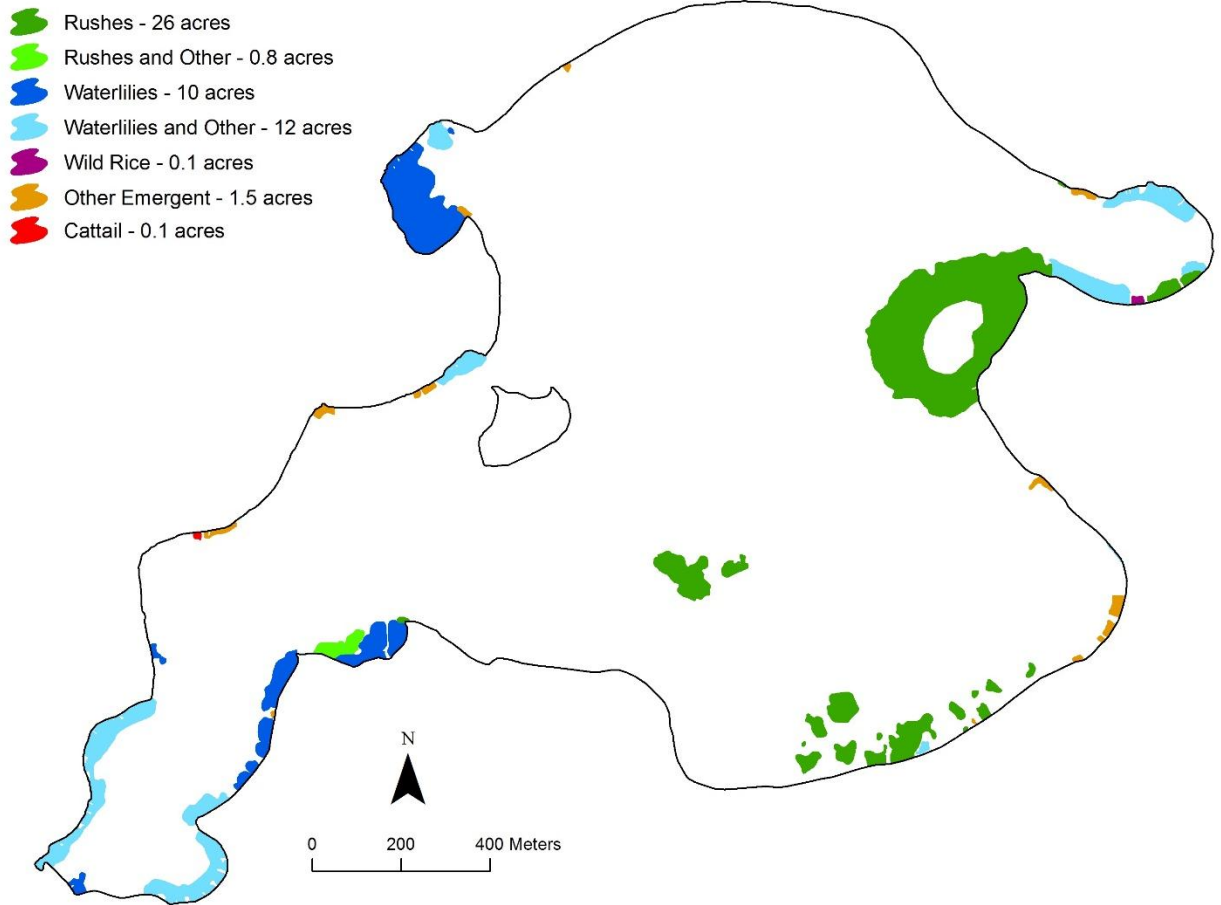 Rushes - 26 acres
Rushes and Other - 0.8 acres
Waterlilies - 10 acres
Waterlilies and Other - 12 acres
Wild Rice - 0.1 acres
Other Emergent - 1.5 acres
Cattail - 0.1 acres
N
0 200 400 Meters